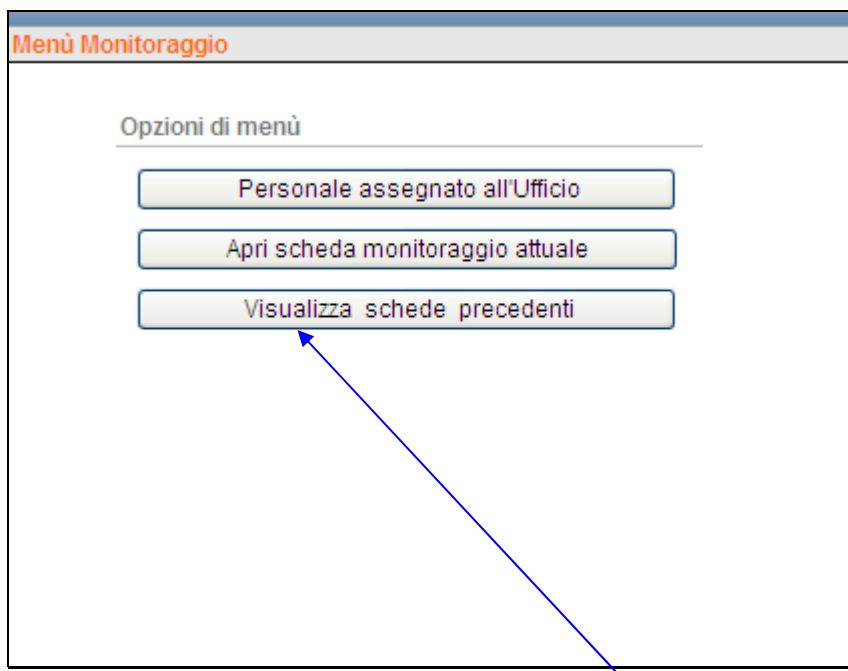 Menù Monitoraggio
Opzioni di menù
Personale assegnato all'Ufficio
Apri scheda monitoraggio attuale
Visualizza schede precedenti